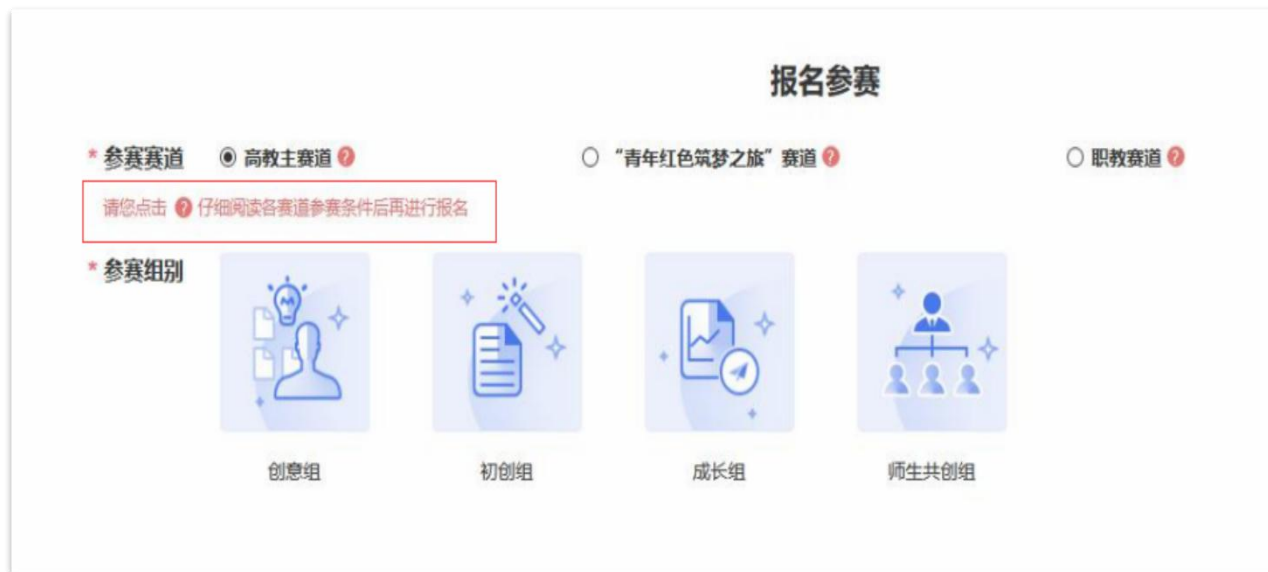 报名参赛
* 参赛赛道 高教主赛道 ? “青年红色筑梦之旅”赛道 ? 职教赛道 ?
请您点击 ? 仔细阅读各赛道参赛条件后再进行报名
* 参赛组别
创意组 初创组 成长组 师生共创组